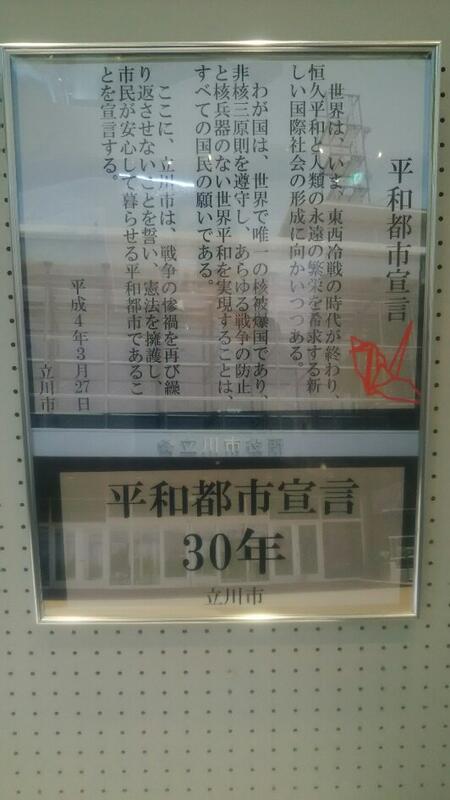 平和都市宣言
世界は、いま、東西冷戦の時代が終わり、
恒久平和と人類の永遠の繁栄を希求する新
しい国際社会の形成に向かいつつある。
わが国は、世界で唯一の核被爆国であり、
非核三原則を遵守し、あらゆる戦争の防止
と核兵器のない世界平和を実現することは、
すべての国民の願いである。
ここに、立川市は、戦争の惨禍を再び繰
り返させないことを誓い、憲法を擁護し、
市民が安心して暮らせる平和都市であるこ
とを宣言する。
平成4年3月27日
立川市
平和都市宣言
30年
立川市